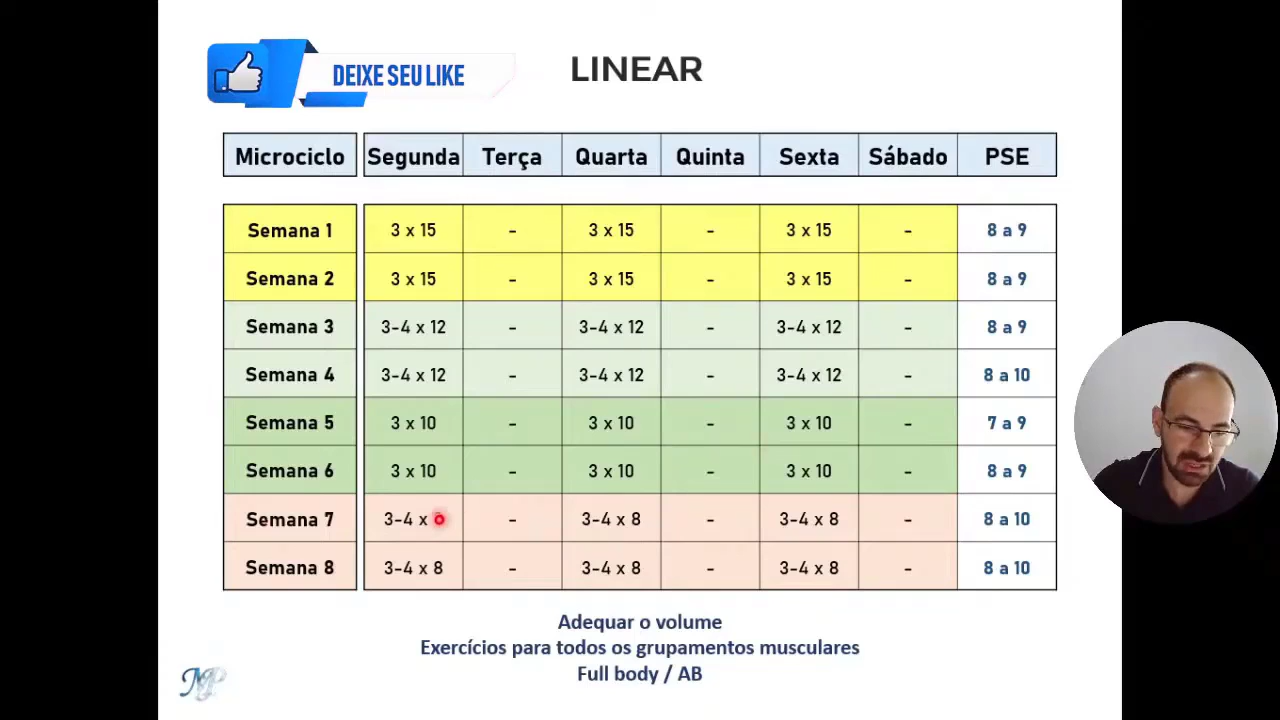 DEIXE SEU LIKE
LINEAR
Microciclo Segunda Terça Quarta Quinta Sexta Sábado PSE
Semana 1 3 x 15 - 3 x 15 - 3 x 15 - 8 a 9
Semana 2 3 x 15 - 3 x 15 - 3 x 15 - 8 a 9
Semana 3 3-4 x 12 - 3-4 x 12 - 3-4 x 12 - 8 a 9
Semana 4 3-4 x 12 - 3-4 x 12 - 3-4 x 12 - 8 a 10
Semana 5 3 x 10 - 3 x 10 - 3 x 10 - 7 a 9
Semana 6 3 x 10 - 3 x 10 - 3 x 10 - 8 a 9
Semana 7 3-4 x - 3-4 x 8 - 3-4 x 8 - 8 a 10
Semana 8 3-4 x 8 - 3-4 x 8 - 3-4 x 8 - 8 a 10
Adequar o volume
Exercícios para todos os grupamentos musculares
Full body / AB
MP